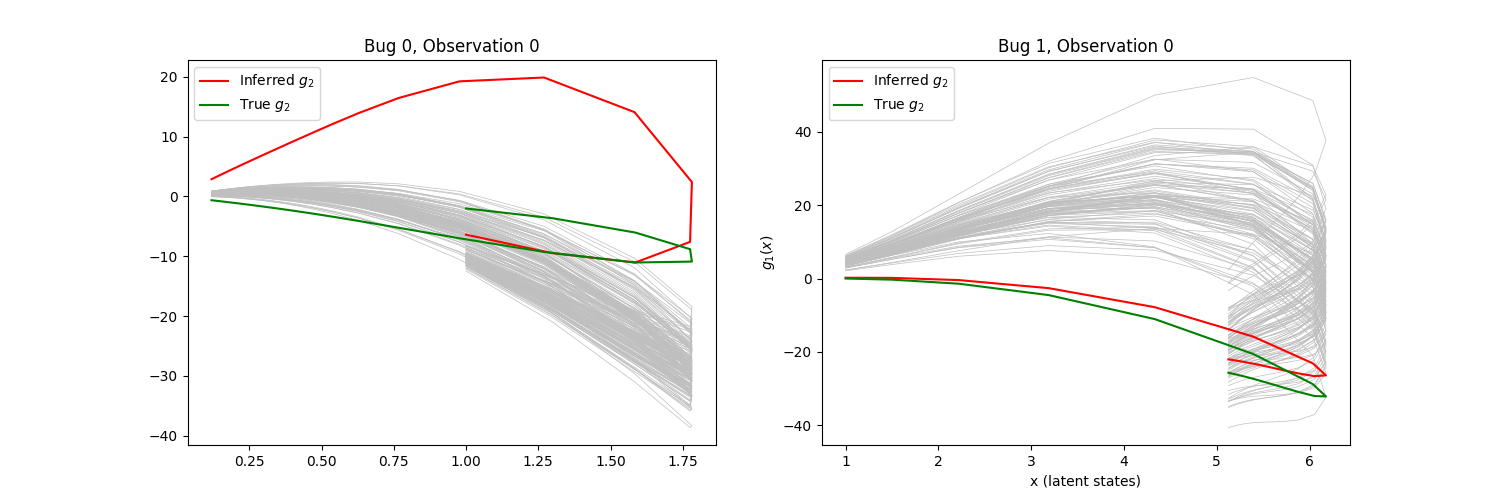 Bug 0, Observation 0
Inferred g₂
True g₂
20
10
0
−10
−20
−30
−40
0.25 0.50 0.75 1.00 1.25 1.50 1.75
Bug 1, Observation 0
Inferred g₂
True g₂
g₁(x)
40
20
0
−20
−40
1 2 3 4 5 6
x (latent states)